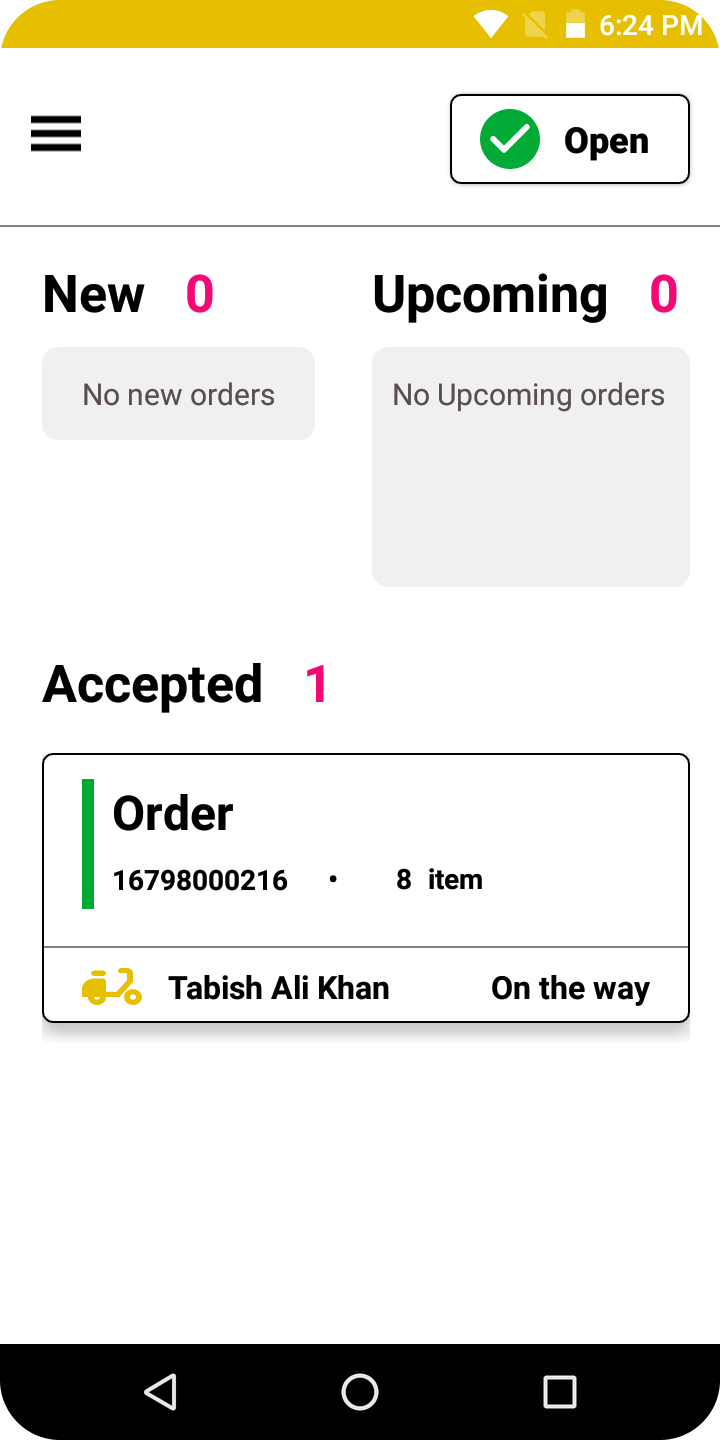 6:24 PM
Open
New 0
Upcoming 0
No new orders
No Upcoming orders
Accepted 1
Order
16798000216 • 8 item
Tabish Ali Khan On the way